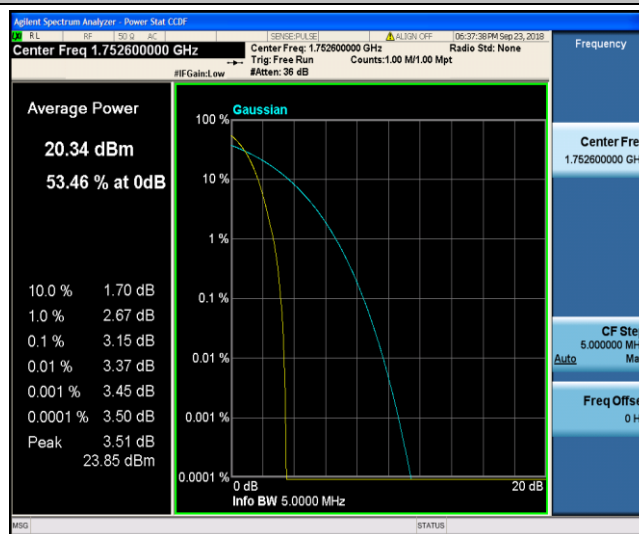 Agilent Spectrum Analyzer - Power Stat CCDF
RL RF 50 Ω AC SENSE:PULSE ALIGN OFF 06:37:38 PM Sep 23, 2018
Center Freq 1.752600000 GHz
Center Freq: 1.752600000 GHz Radio Std: None
Trig: Free Run Counts:1.00 M/1.00 Mpt
#IFGain:Low #Atten: 36 dB
Frequency
Average Power
20.34 dBm
53.46 % at 0dB
10.0 % 1.70 dB
1.0 % 2.67 dB
0.1 % 3.15 dB
0.01 % 3.37 dB
0.001 % 3.45 dB
0.0001 % 3.50 dB
Peak 3.51 dB
23.85 dBm
Gaussian
100 %
10 %
1 %
0.1 %
0.01 %
0.001 %
0.0001 %
0 dB 20 dB
Info BW 5.0000 MHz
Center Fre
1.752600000 GH
CF Ste
5.000000 MH
Auto Ma
Freq Offse
0 H
MSG STATUS